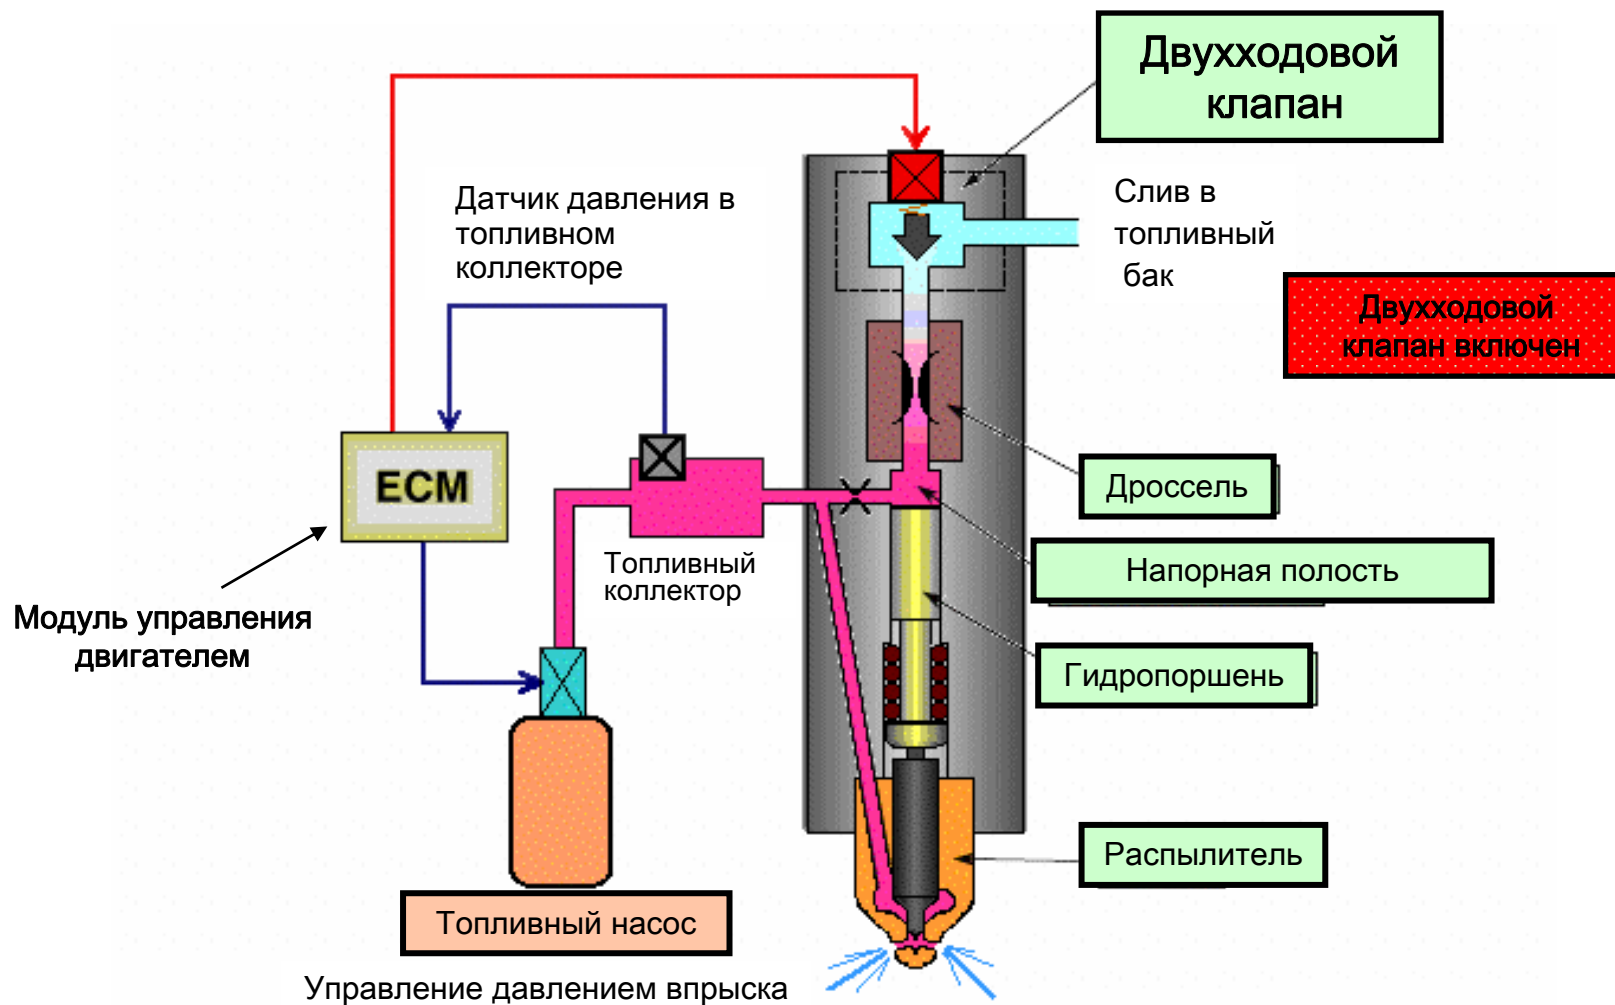 Двухходовой
клапан
Датчик давления в
топливном
коллекторе
Слив в
топливный
бак
Двухходовой
клапан включен
ECM
Дроссель
Топливный
коллектор
Напорная полость
Модуль управления
двигателем
Гидропоршень
Распылитель
Топливный насос
Управление давлением впрыска